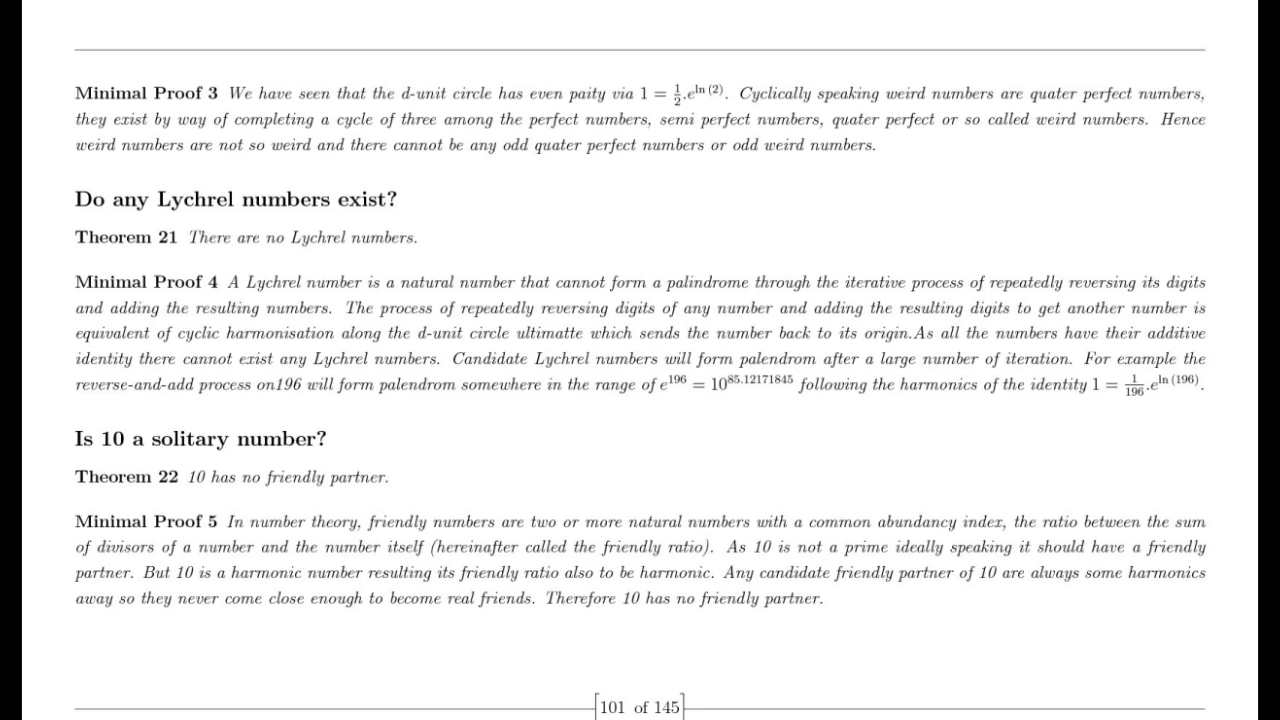 Minimal Proof 3 We have seen that the d-unit circle has even paity via 1 = 1/2.e^ln (2). Cyclically speaking weird numbers are quater perfect numbers,
they exist by way of completing a cycle of three among the perfect numbers, semi perfect numbers, quater perfect or so called weird numbers. Hence
weird numbers are not so weird and there cannot be any odd quater perfect numbers or odd weird numbers.
Do any Lychrel numbers exist?
Theorem 21 There are no Lychrel numbers.
Minimal Proof 4 A Lychrel number is a natural number that cannot form a palindrome through the iterative process of repeatedly reversing its digits
and adding the resulting numbers. The process of repeatedly reversing digits of any number and adding the resulting digits to get another number is
equivalent of cyclic harmonisation along the d-unit circle ultimatte which sends the number back to its origin.As all the numbers have their additive
identity there cannot exist any Lychrel numbers. Candidate Lychrel numbers will form palendrom after a large number of iteration. For example the
reverse-and-add process on196 will form palendrom somewhere in the range of e^196 = 10^85.12171845 following the harmonics of the identity 1 = 1/196.e^ln (196).
Is 10 a solitary number?
Theorem 22 10 has no friendly partner.
Minimal Proof 5 In number theory, friendly numbers are two or more natural numbers with a common abundancy index, the ratio between the sum
of divisors of a number and the number itself (hereinafter called the friendly ratio). As 10 is not a prime ideally speaking it should have a friendly
partner. But 10 is a harmonic number resulting its friendly ratio also to be harmonic. Any candidate friendly partner of 10 are always some harmonics
away so they never come close enough to become real friends. Therefore 10 has no friendly partner.
[101 of 145]